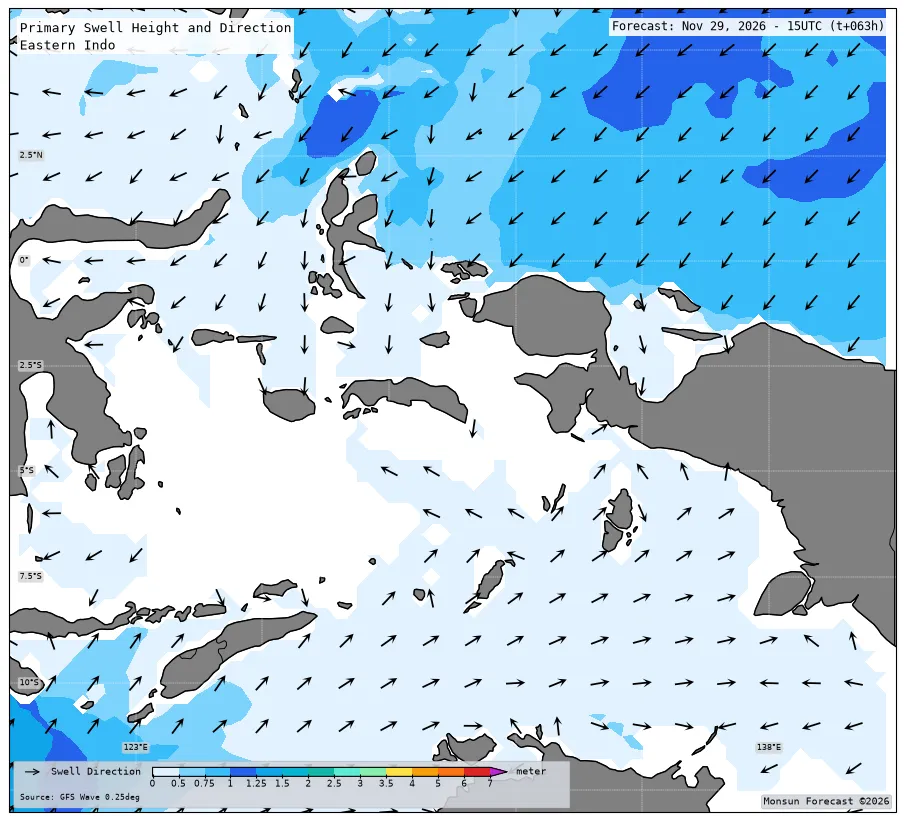 Primary Swell Height and Direction
Eastern Indo
Forecast: Nov 29, 2026 - 15UTC (t+063h)
2.5°N
0°
2.5°S
5°S
7.5°S
10°S
123°E
138°E
Swell Direction
0 0.5 0.75 1 1.25 1.5 2 2.5 3 3.5 4 5 6 7
meter
Source: GFS Wave 0.25deg
Monsun Forecast ©2026